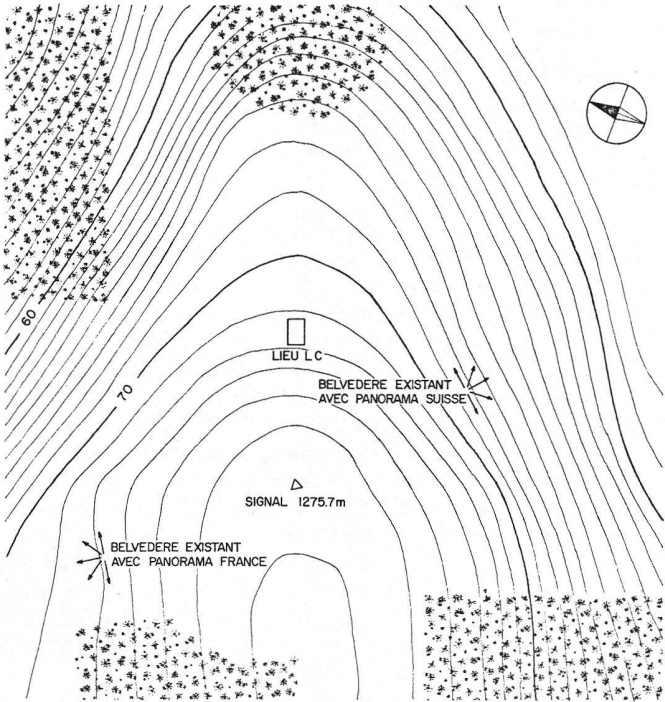 60
70
LIEU L C
BELVEDERE EXISTANT
AVEC PANORAMA SUISSE
SIGNAL 1275.7m
BELVEDERE EXISTANT
AVEC PANORAMA FRANCE